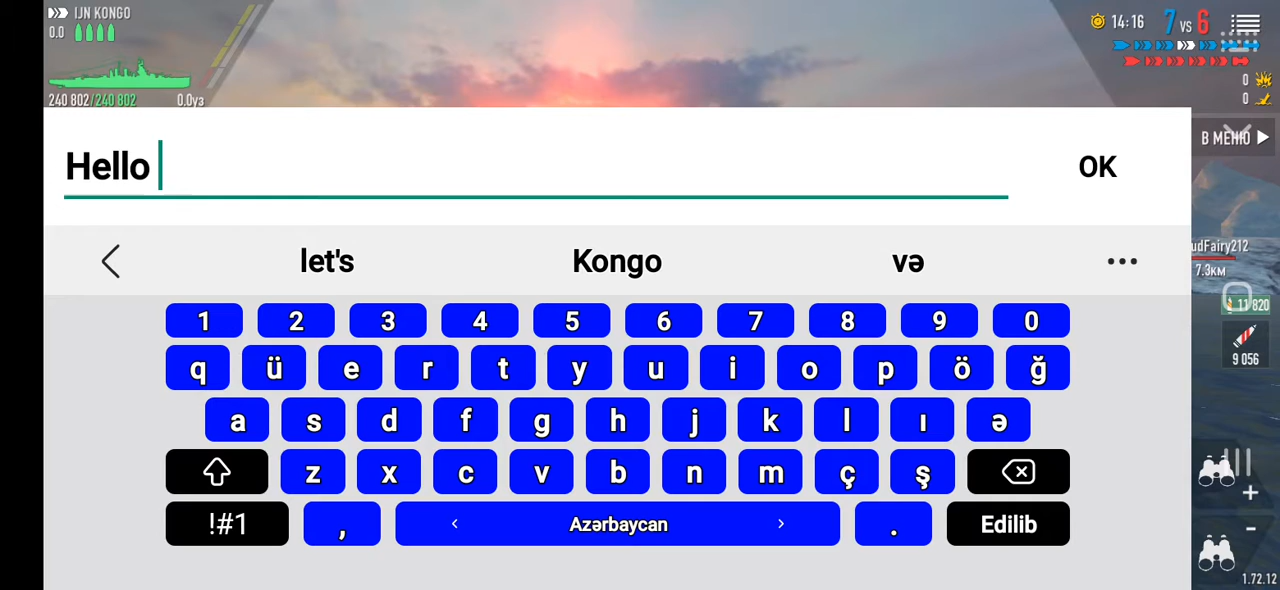 IJN KONGO
0.0
14:16 7 vs 6
240 802/240 802 0.0уз
0
0
В МЕНЮ
Hello
OK
let's Kongo və
udFairy212
7.3км
11 820
9 056
1 2 3 4 5 6 7 8 9 0
q ü e r t y u i o p ö ğ
a s d f g h j k l ı ə
z x c v b n m ç ş
!#1 , Azərbaycan . Edilib
1.72.12